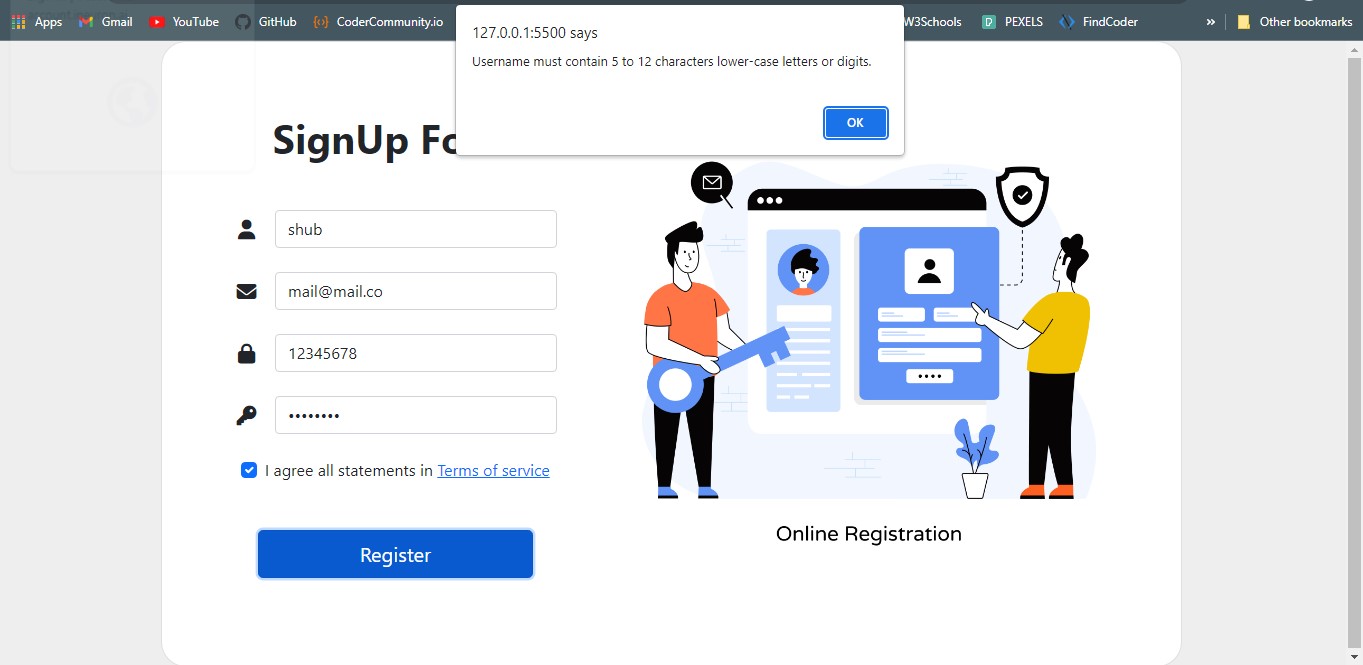 Apps Gmail YouTube GitHub CoderCommunity.io W3Schools PEXELS FindCoder » Other bookmarks
127.0.0.1:5500 says
Username must contain 5 to 12 characters lower-case letters or digits.
OK
SignUp Fo
shub
mail@mail.co
12345678
••••••••
I agree all statements in Terms of service
Register
Online Registration